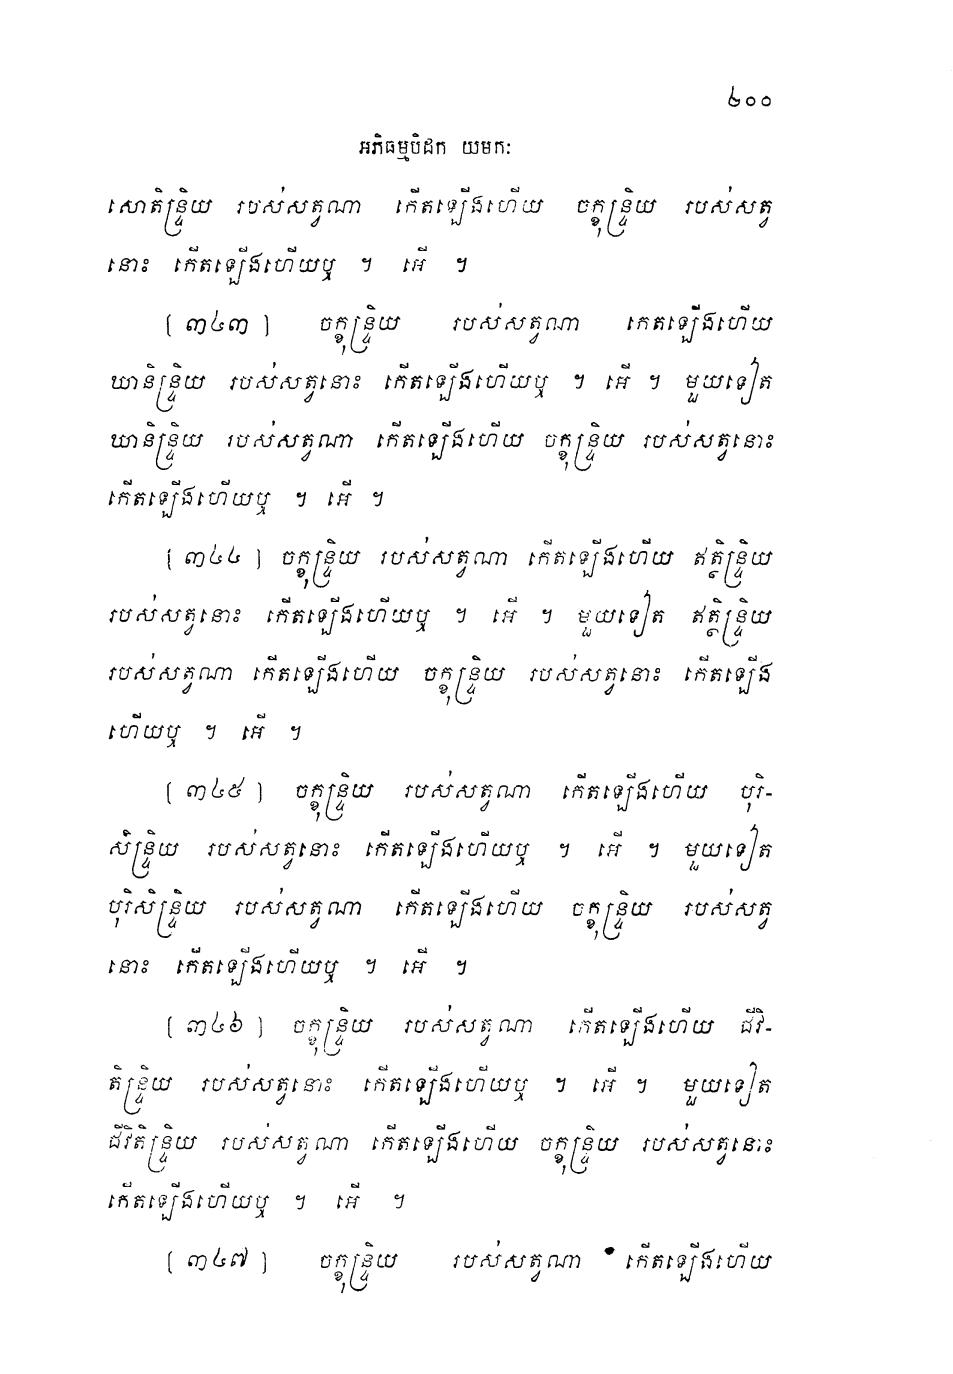 ៤០០
អភិធម្មបិដក យមកៈ
សោតិន្ទ្រិយ របស់សត្វណា កើតឡើងហើយ ចក្ខុន្ទ្រិយ របស់សត្វ
នោះ កើតឡើងហើយឬ ។ អើ ។
[ ៣៤៣ ] ចក្ខុន្ទ្រិយ របស់សត្វណា កេតឡើងហើយ
ឃានិន្ទ្រិយ របស់សត្វនោះ កើតឡើងហើយឬ ។ អើ ។ មួយទៀត
ឃានិន្ទ្រិយ របស់សត្វណា កើតឡើងហើយ ចក្ខុន្ទ្រិយ របស់សត្វនោះ
កើតឡើងហើយឬ ។ អើ ។
[ ៣៤៤ ] ចក្ខុន្ទ្រិយ របស់សត្វណា កើតឡើងហើយ ឥត្ថិន្ទ្រិយ
របស់សត្វនោះ កើតឡើងហើយឬ ។ អើ ។ មួយទៀត ឥត្ថិន្ទ្រិយ
របស់សត្វណា កើតឡើងហើយ ចក្ខុន្ទ្រិយ របស់សត្វនោះ កើតឡើង
ហើយឬ ។ អើ ។
[ ៣៤៥ ] ចក្ខុន្ទ្រិយ របស់សត្វណា កើតឡើងហើយ បុរិ-
សិន្ទ្រិយ របស់សត្វនោះ កើតឡើងហើយឬ ។ អើ ។ មួយទៀត
បុរិសិន្ទ្រិយ របស់សត្វណា កើតឡើងហើយ ចក្ខុន្ទ្រិយ របស់សត្វ
នោះ កើតឡើងហើយឬ ។ អើ ។
[ ៣៤៦ ] ចក្ខុន្ទ្រិយ របស់សត្វណា កើតឡើងហើយ ជីវិ-
តិន្ទ្រិយ របស់សត្វនោះ កើតឡើងហើយឬ ។ អើ ។ មួយទៀត
ជីវិតិន្ទ្រិយ របស់សត្វណា កើតឡើងហើយ ចក្ខុន្ទ្រិយ របស់សត្វនោះ
កើតឡើងហើយឬ ។ អើ ។
[ ៣៤៧ ] ចក្ខុន្ទ្រិយ របស់សត្វណា កើតឡើងហើយ